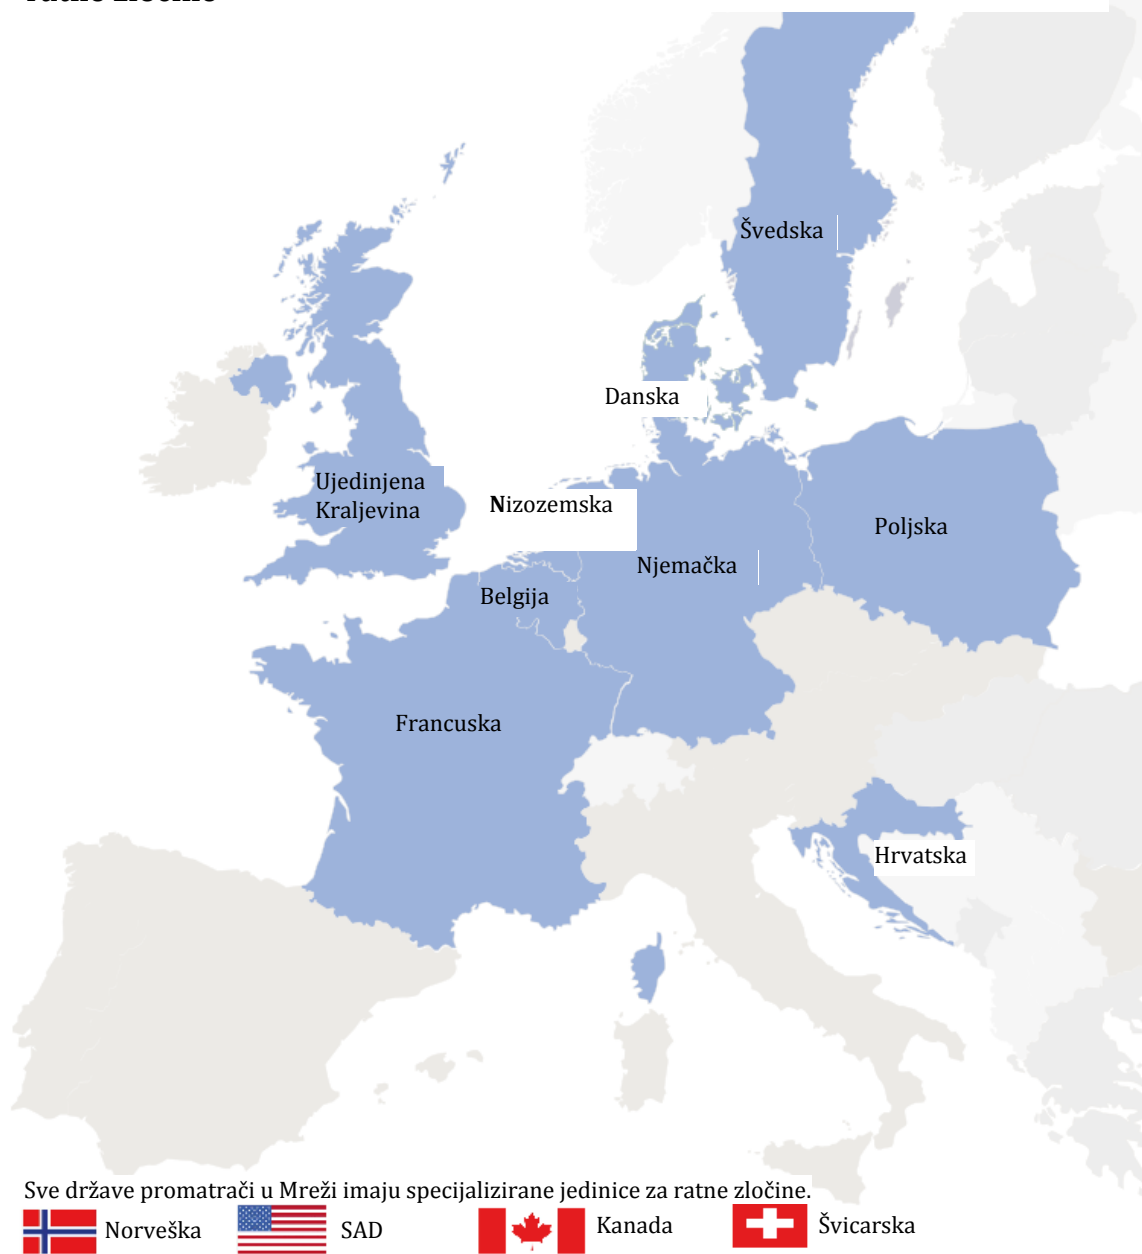 Švedska
Danska
Ujedinjena
Kraljevina
Nizozemska
Poljska
Njemačka
Belgija
Francuska
Hrvatska
Sve države promatrači u Mreži imaju specijalizirane jedinice za ratne zločine.
Norveška SAD Kanada Švicarska